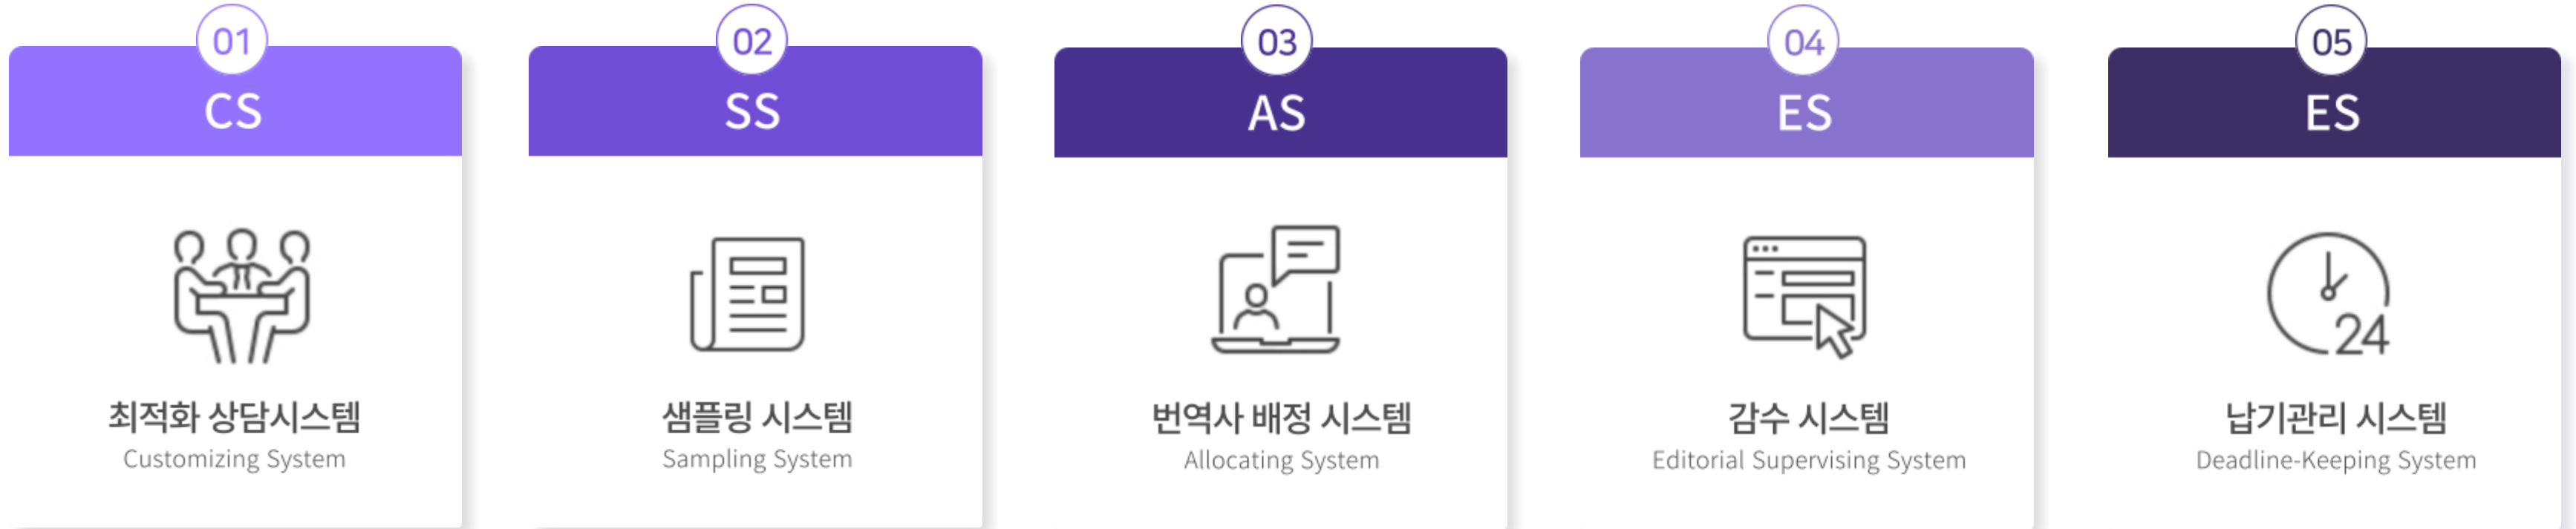 01
CS
최적화 상담시스템
Customizing System
02
SS
샘플링 시스템
Sampling System
03
AS
번역사 배정 시스템
Allocating System
04
ES
감수 시스템
Editorial Supervising System
05
ES
24
납기관리 시스템
Deadline-Keeping System